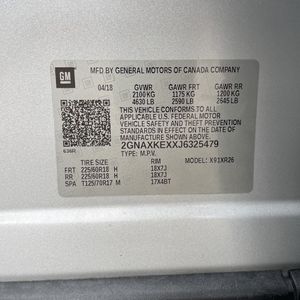 GM
MFD BY GENERAL MOTORS OF CANADA COMPANY
04/18 GVWR GAWR FRT GAWR RR
2100 KG 1175 KG 1200 KG
4630 LB 2590 LB 2645 LB
THIS VEHICLE CONFORMS TO ALL
APPLICABLE U.S. FEDERAL MOTOR
VEHICLE SAFETY, BUMPER, AND
THEFT PREVENTION STANDARDS
IN EFFECT ON THE DATE OF
MANUFACTURE SHOWN ABOVE.
2GNAXKEXXJ6325479
TYPE: M.P.V.
TIRE SIZE RIM MODEL: X91XR26
FRT 225/60R18 H 18X7J
RR 225/60R18 H 18X7J
SPA T125/70R17 M 17X4BT